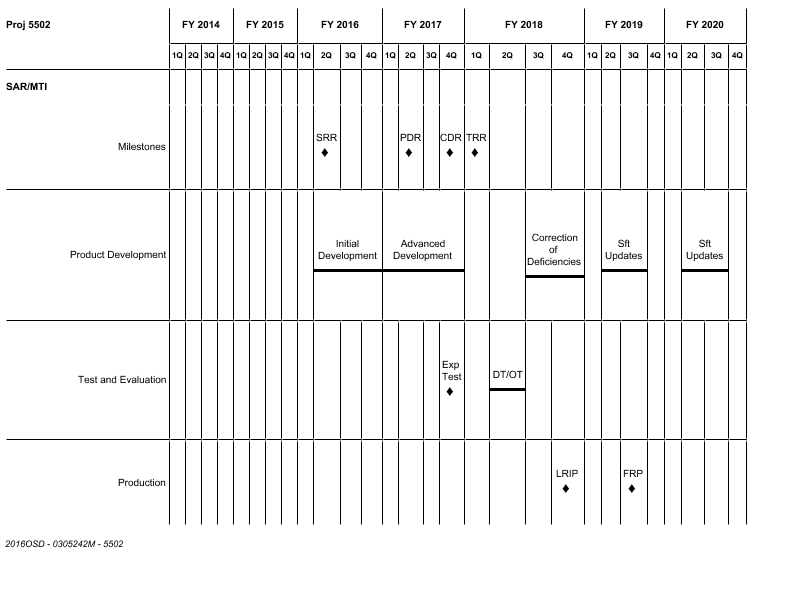 Proj 5502 FY 2014 FY 2015 FY 2016 FY 2017 FY 2018 FY 2019 FY 2020
1Q 2Q 3Q 4Q 1Q 2Q 3Q 4Q 1Q 2Q 3Q 4Q 1Q 2Q 3Q 4Q 1Q 2Q 3Q 4Q 1Q 2Q 3Q 4Q 1Q 2Q 3Q 4Q
SAR/MTI
Milestones
SRR
PDR
CDR
TRR
Product Development
Initial
Development
Advanced
Development
Correction
of
Deficiencies
Sft
Updates
Sft
Updates
Test and Evaluation
Exp
Test
DT/OT
Production
LRIP
FRP
2016OSD - 0305242M - 5502